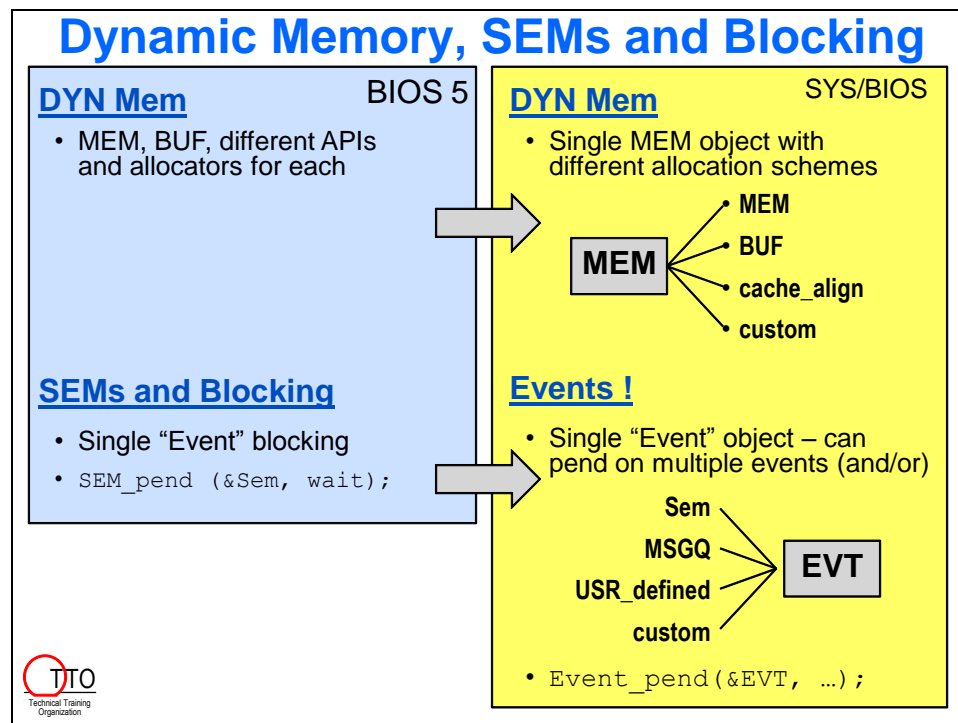 Dynamic Memory, SEMs and Blocking
BIOS 5
DYN Mem
• MEM, BUF, different APIs
and allocators for each
SEMs and Blocking
• Single “Event” blocking
• SEM_pend (&Sem, wait);
SYS/BIOS
DYN Mem
• Single MEM object with
different allocation schemes
MEM
• MEM
• BUF
• cache_align
• custom
Events !
• Single “Event” object – can
pend on multiple events (and/or)
Sem
MSGQ
USR_defined
custom
EVT
• Event_pend(&EVT, …);
TTO
Technical Training
Organization